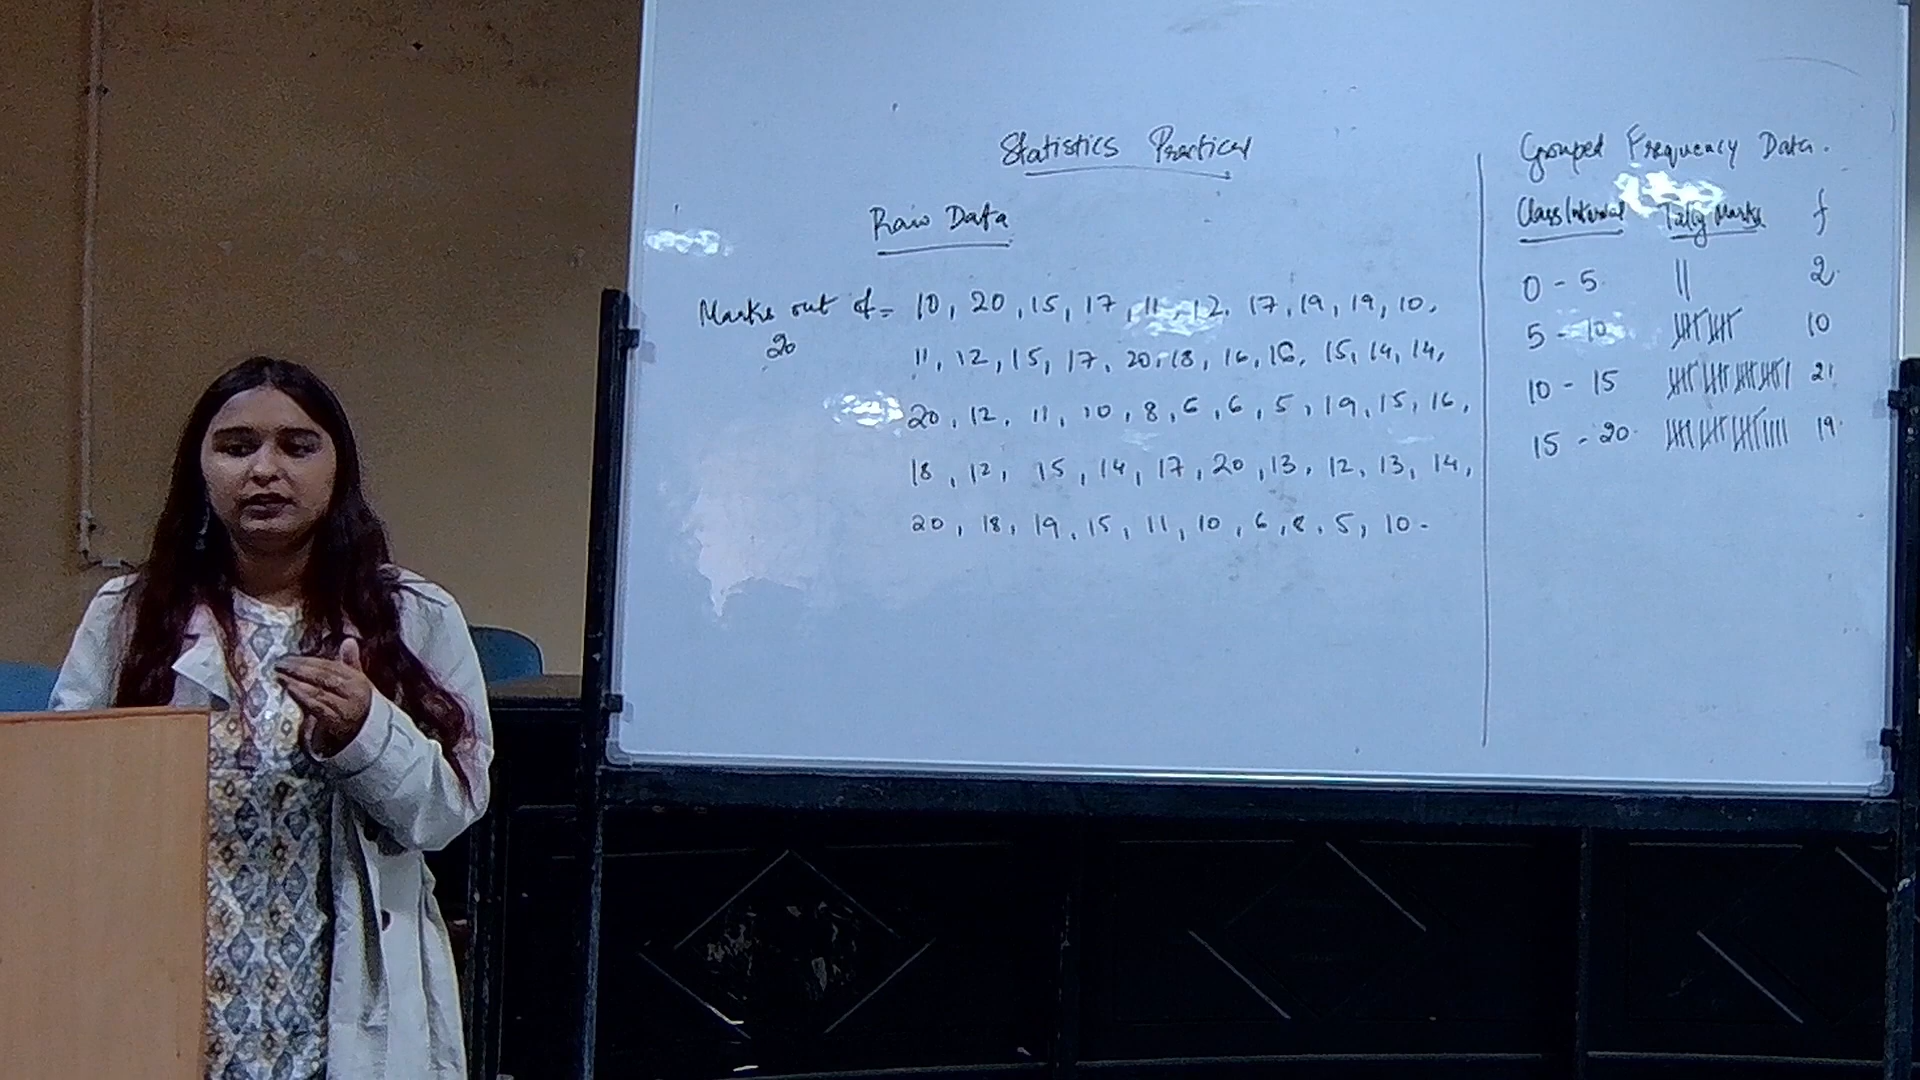 Statistics Practical
Raw Data
Marks out of = 10, 20, 15, 17, 11, 12, 17, 19, 19, 10,
20
11, 12, 15, 17, 20, 18, 16, 16, 15, 14, 14,
20, 12, 11, 10, 8, 6, 6, 5, 19, 15, 16,
18, 12, 15, 14, 17, 20, 13, 12, 13, 14,
20, 18, 19, 15, 11, 10, 6, 8, 5, 10.
Grouped Frequency Data.
Class Interval Tally Marks f
0 - 5 || 2
5 - 10 10
10 - 15 21
15 - 20 19